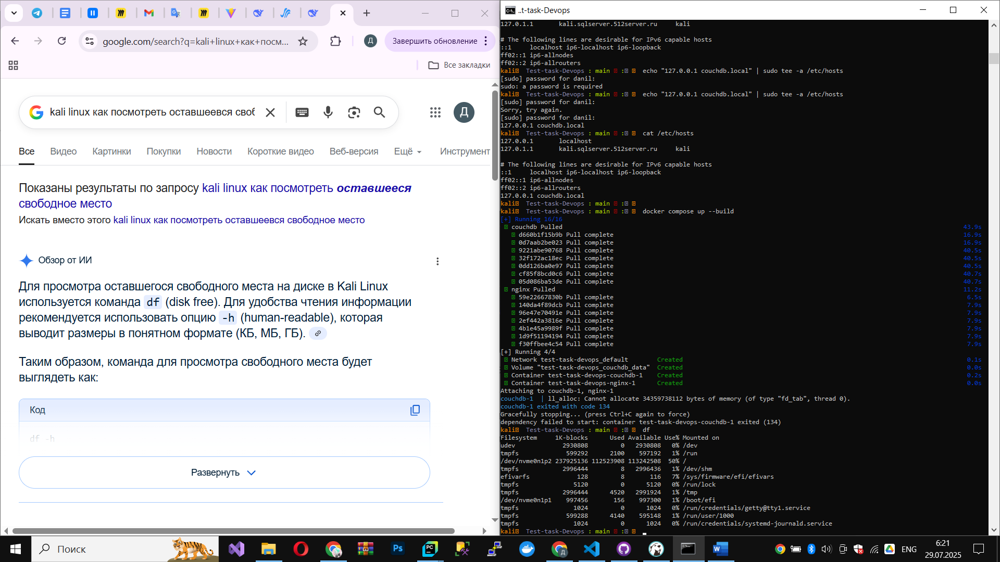 google.com/search?q=kali+linux+как+посм...
Д
Завершить обновление
Все закладки
kali linux как посмотреть оставшеевся своб
Д
Все
Видео
Картинки
Покупки
Новости
Короткие видео
Веб-версия
Ещё
Инструмент
Показаны результаты по запросу kali linux как посмотреть оставшееся
свободное место
Искать вместо этого kali linux как посмотреть оставшеевся свободное место
Обзор от ИИ
Для просмотра оставшегося свободного места на диске в Kali Linux
используется команда df (disk free). Для удобства чтения информации
рекомендуется использовать опцию -h (human-readable), которая
выводит размеры в понятном формате (КБ, МБ, ГБ).
Таким образом, команда для просмотра свободного места будет
выглядеть как:
Код
df -h
Развернуть
..t-task-Devops
127.0.1.1 kali.sqlserver.512server.ru kali
# The following lines are desirable for IPv6 capable hosts
::1 localhost ip6-localhost ip6-loopback
ff02::1 ip6-allnodes
ff02::2 ip6-allrouters
kali Test-task-Devops : main : echo "127.0.0.1 couchdb.local" | sudo tee -a /etc/hosts
[sudo] password for danil:
sudo: a password is required
kali Test-task-Devops : main : echo "127.0.0.1 couchdb.local" | sudo tee -a /etc/hosts
[sudo] password for danil:
Sorry, try again.
[sudo] password for danil:
127.0.0.1 couchdb.local
kali Test-task-Devops : main : cat /etc/hosts
127.0.0.1 localhost
127.0.1.1 kali.sqlserver.512server.ru kali
# The following lines are desirable for IPv6 capable hosts
::1 localhost ip6-localhost ip6-loopback
ff02::1 ip6-allnodes
ff02::2 ip6-allrouters
127.0.0.1 couchdb.local
kali Test-task-Devops : main :
kali Test-task-Devops : main : docker compose up --build
[+] Running 16/16
couchdb Pulled 43.9s
d660b1f15b9b Pull complete 16.9s
0d7aab2be023 Pull complete 16.9s
9221abe90768 Pull complete 40.5s
32f172ac18ec Pull complete 40.5s
0dd126ba0e97 Pull complete 40.5s
cf85f8bcd0c6 Pull complete 40.7s
05d086ba53de Pull complete 40.7s
nginx Pulled 11.2s
59e22667830b Pull complete 6.5s
140da4f89dcb Pull complete 7.9s
96e47e70491e Pull complete 7.9s
2ef442a3816e Pull complete 7.9s
4b1e45a9989f Pull complete 7.9s
1d9f51194194 Pull complete 7.9s
f30ffbee4c54 Pull complete 7.9s
[+] Running 4/4
Network test-task-devops_default Created 0.1s
Volume "test-task-devops_couchdb_data" Created 0.0s
Container test-task-devops-couchdb-1 Created 0.2s
Container test-task-devops-nginx-1 Created 0.0s
Attaching to couchdb-1, nginx-1
couchdb-1 | ll_alloc: Cannot allocate 34359738112 bytes of memory (of type "fd_tab", thread 0).
couchdb-1 exited with code 134
Gracefully stopping... (press Ctrl+C again to force)
dependency failed to start: container test-task-devops-couchdb-1 exited (134)
kali Test-task-Devops : main : df
Filesystem 1K-blocks Used Available Use% Mounted on
udev 2930808 0 2930808 0% /dev
tmpfs 599292 2100 597192 1% /run
/dev/nvme0n1p2 237925136 112523908 113242508 50% /
tmpfs 2996444 8 2996436 1% /dev/shm
efivarfs 128 8 116 7% /sys/firmware/efi/efivars
tmpfs 5120 0 5120 0% /run/lock
tmpfs 2996444 4520 2991924 1% /tmp
/dev/nvme0n1p1 997456 156 997300 1% /boot/efi
tmpfs 1024 0 1024 0% /run/credentials/getty@tty1.service
tmpfs 599288 4140 595148 1% /run/user/1000
tmpfs 1024 0 1024 0% /run/credentials/systemd-journald.service
kali Test-task-Devops : main :
Поиск
Ps
PC
W
ENG
6:21
29.07.2025